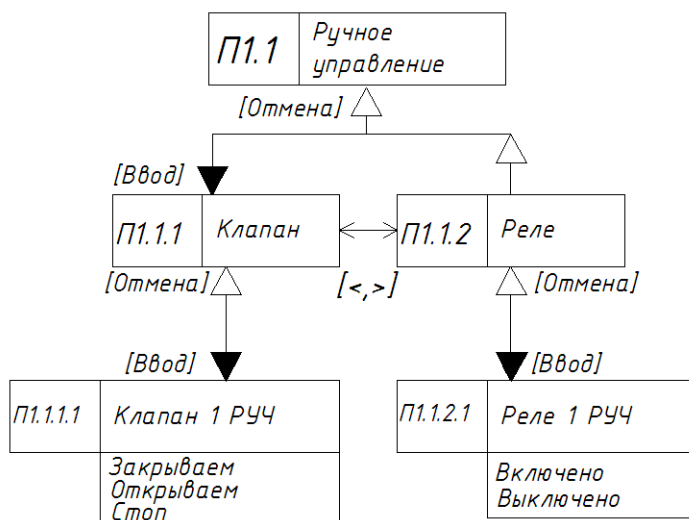 П1.1
Ручное
управление
[Отмена]
[Ввод]
П1.1.1
Клапан
П1.1.2
Реле
[Отмена]
[<,>]
[Отмена]
[Ввод]
[Ввод]
П1.1.1.1
Клапан 1 РУЧ
П1.1.2.1
Реле 1 РУЧ
Закрываем
Открываем
Стоп
Включено
Выключено